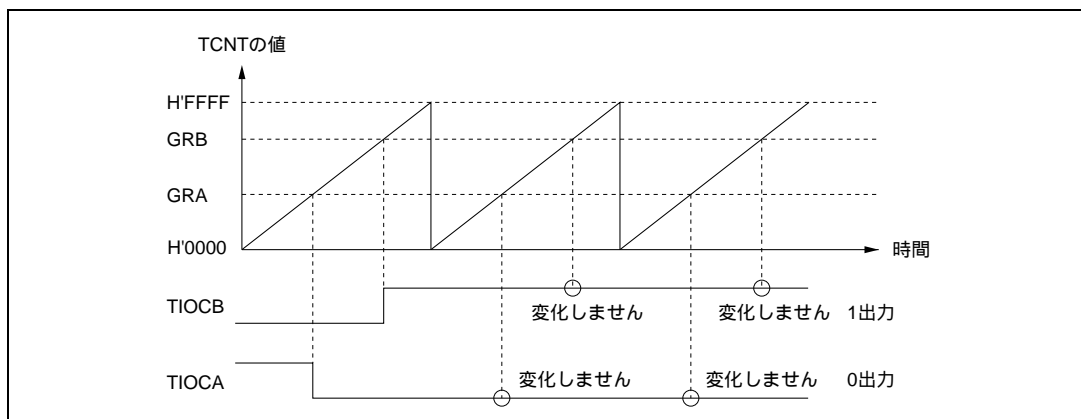 TCNTの値
H'FFFF
GRB
GRA
H'0000
時間
TIOCB
変化しません 変化しません 1出力
TIOCA
変化しません 変化しません 0出力